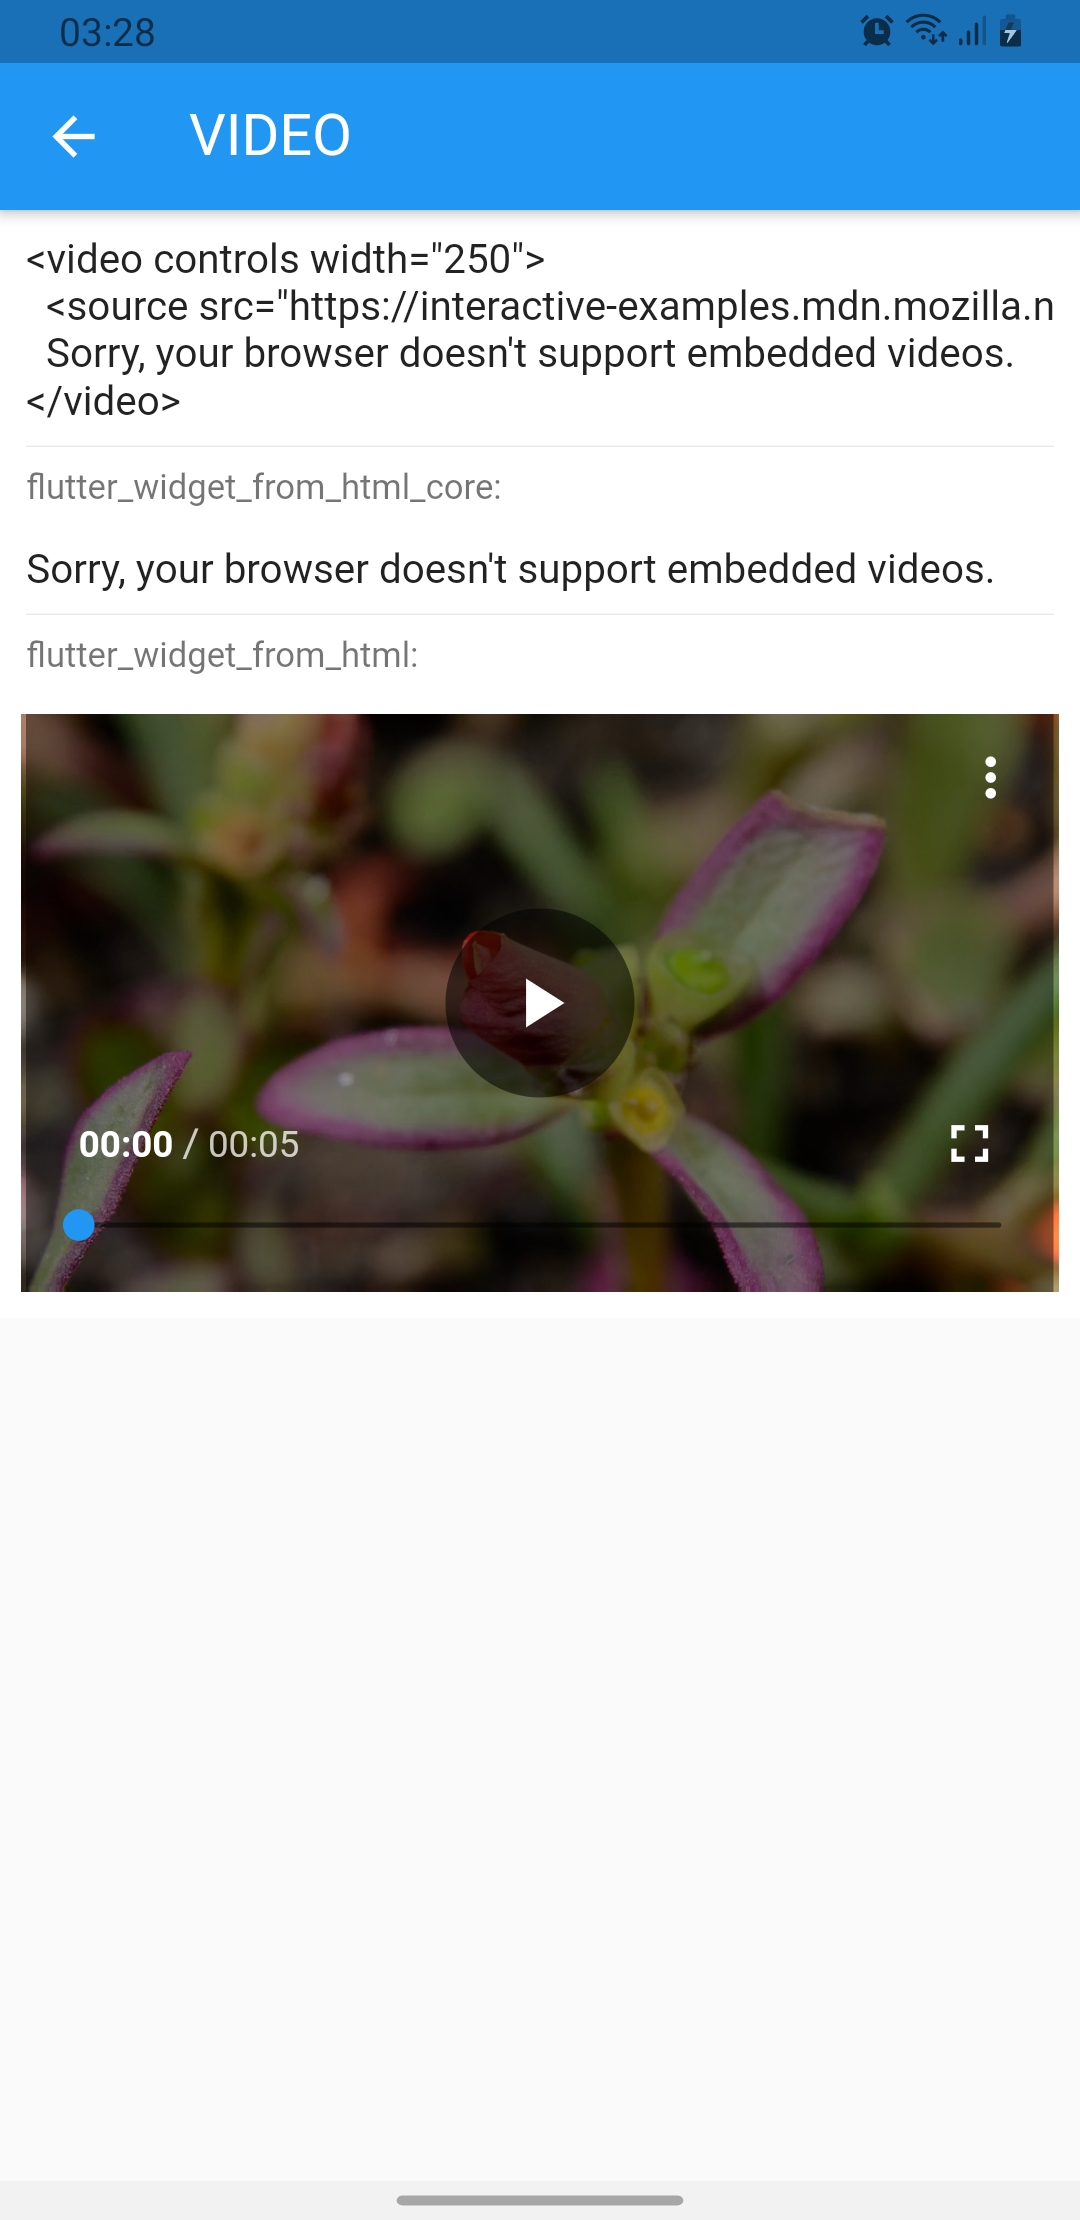 03:28
VIDEO
<video controls width="250">
  <source src="https://interactive-examples.mdn.mozilla.n
  Sorry, your browser doesn't support embedded videos.
</video>
flutter_widget_from_html_core:
Sorry, your browser doesn't support embedded videos.
flutter_widget_from_html:
00:00 / 00:05